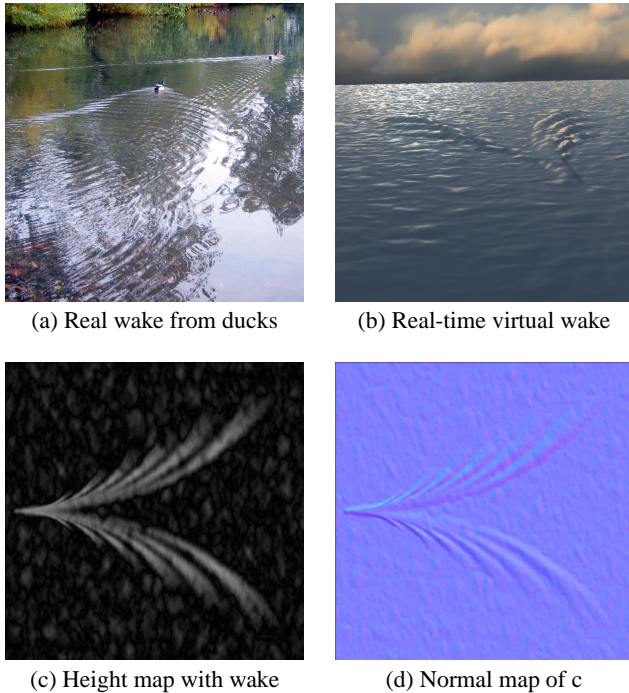 (a) Real wake from ducks
(b) Real-time virtual wake
(c) Height map with wake
(d) Normal map of c